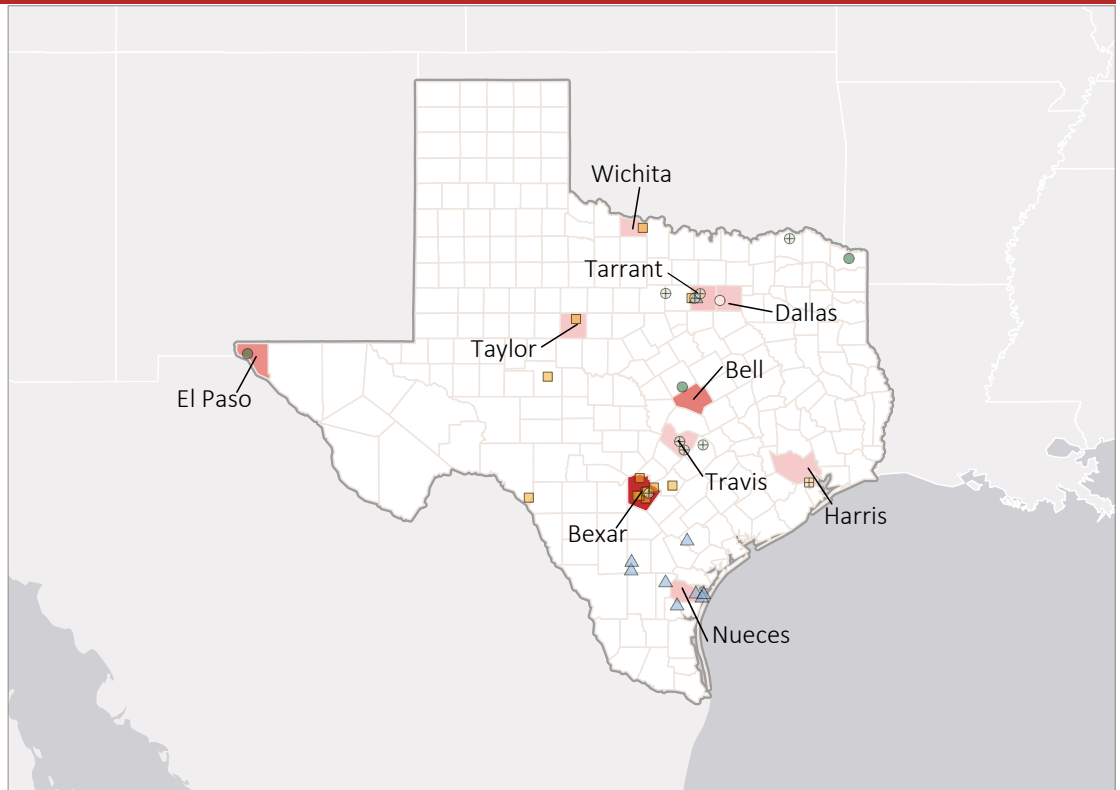 Wichita
Tarrant
Dallas
Taylor
Bell
El Paso
Travis
Harris
Bexar
Nueces